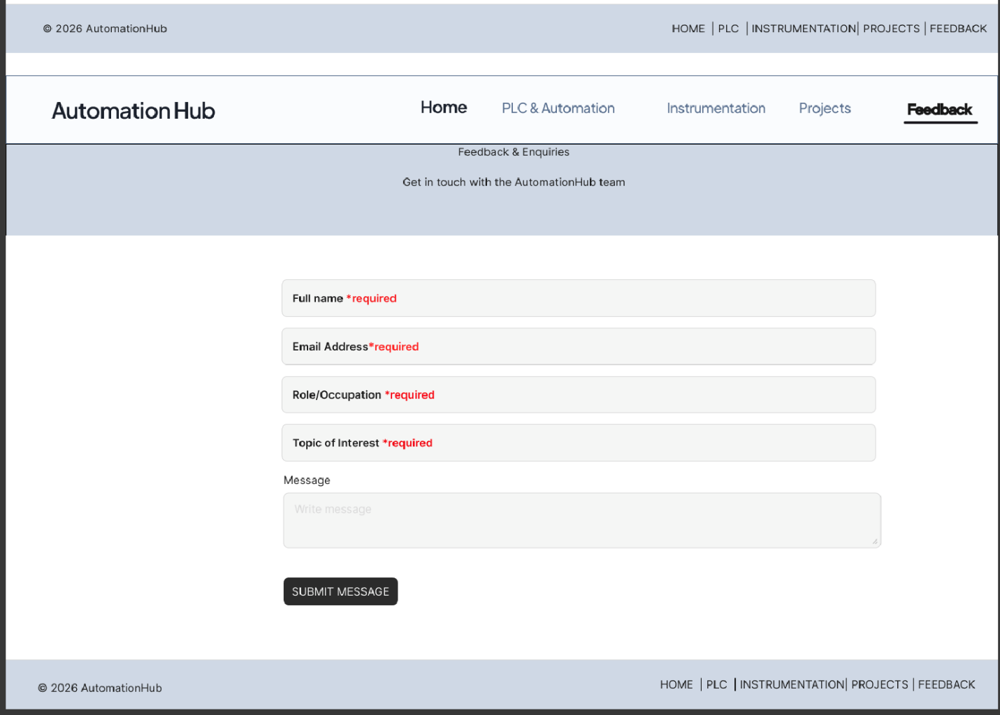 © 2026 AutomationHub HOME | PLC | INSTRUMENTATION| PROJECTS | FEEDBACK
Automation Hub Home PLC & Automation Instrumentation Projects Feedback
Feedback & Enquiries
Get in touch with the AutomationHub team
Full name *required
Email Address*required
Role/Occupation *required
Topic of Interest *required
Message
Write message
SUBMIT MESSAGE
© 2026 AutomationHub HOME | PLC | INSTRUMENTATION| PROJECTS | FEEDBACK